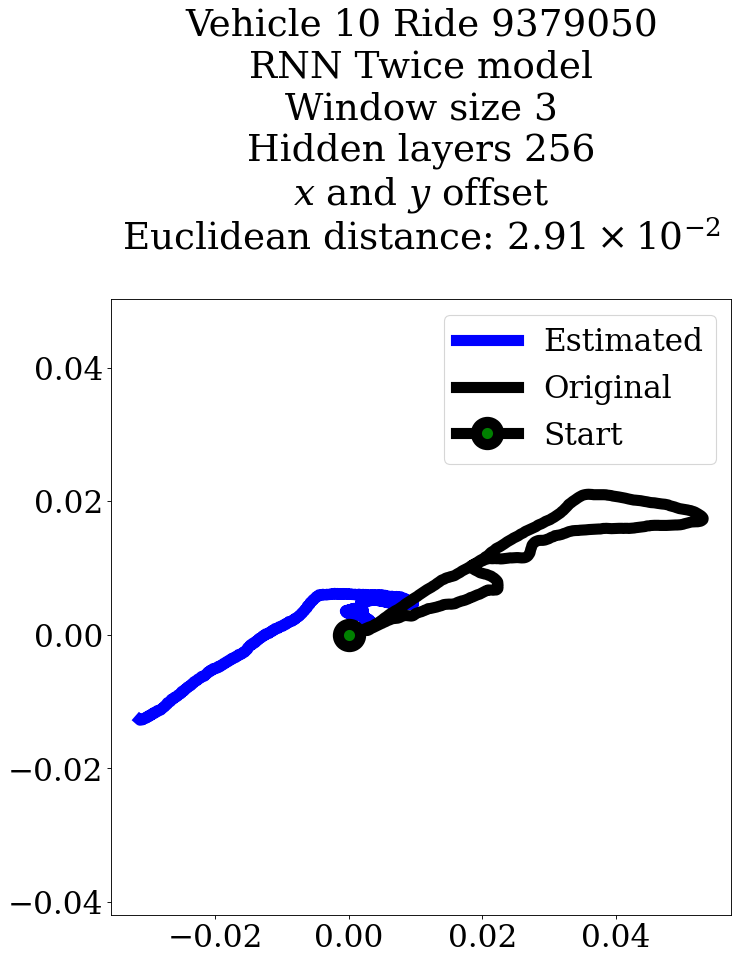 Vehicle 10 Ride 9379050
RNN Twice model
Window size 3
Hidden layers 256
x and y offset
Euclidean distance: 2.91 × 10⁻²
Estimated
Original
Start
0.04
0.02
0.00
−0.02
−0.04
−0.02 0.00 0.02 0.04